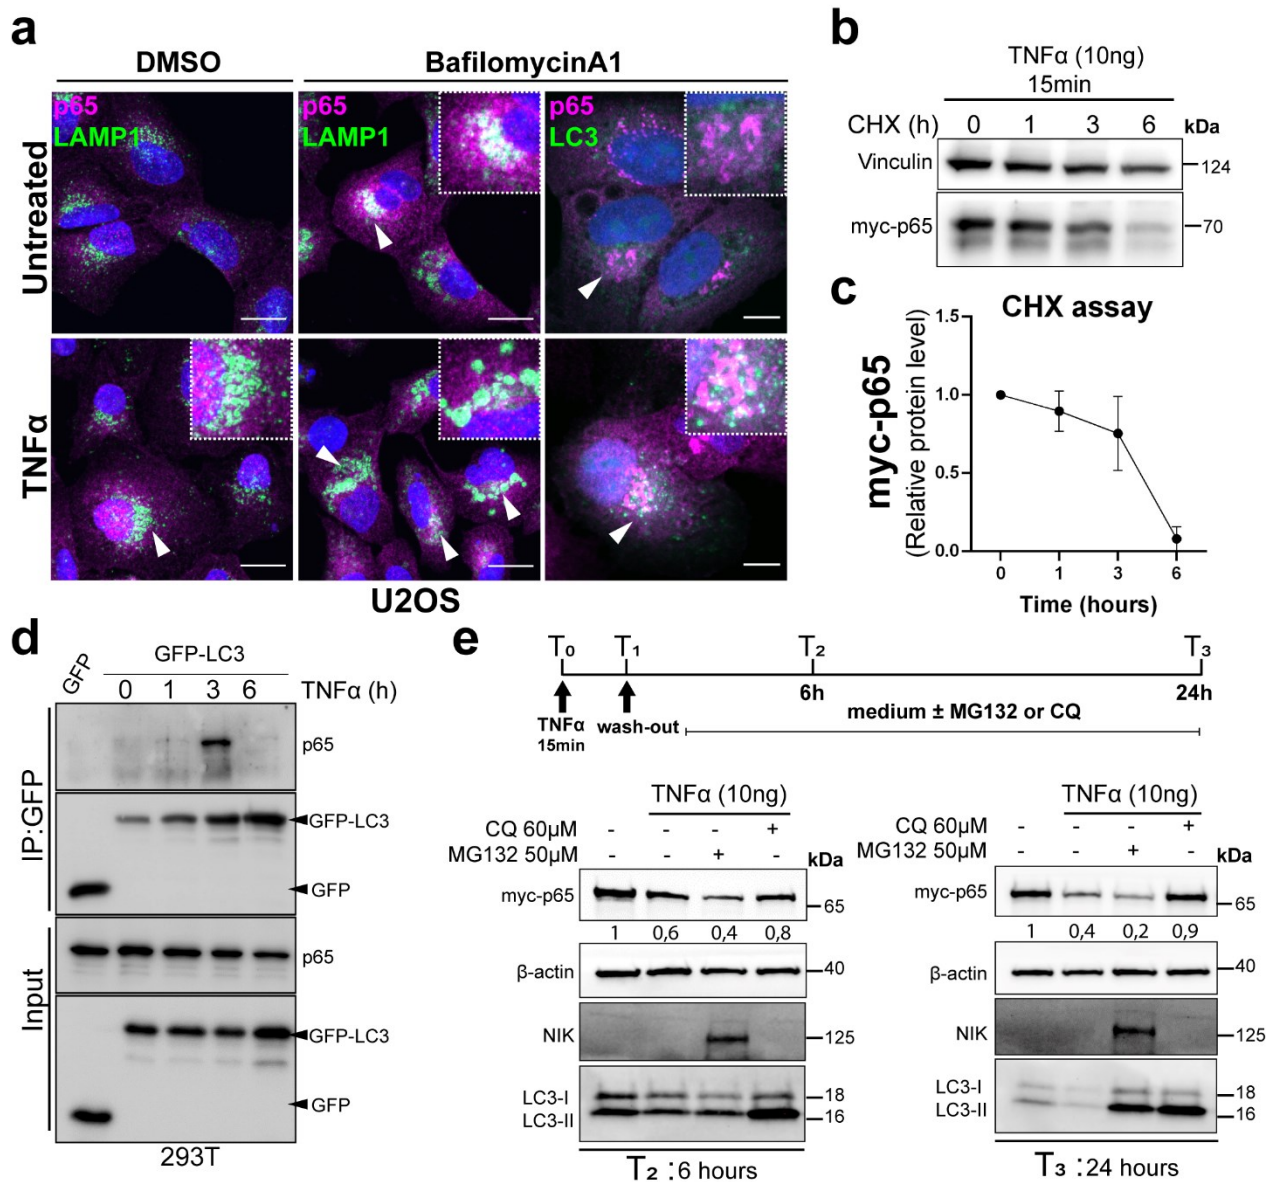 a
DMSO
BafilomycinA1
Untreated
p65
LAMP1
p65
LAMP1
p65
LC3
TNFα
U2OS
b
TNFα (10ng)
15min
CHX (h) 0 1 3 6 kDa
Vinculin 124
myc-p65 70
c
CHX assay
myc-p65
(Relative protein level)
1.5
1.0
0.5
0.0
0 1 3 6
Time (hours)
d
GFP
GFP-LC3
0 1 3 6 TNFα (h)
IP:GFP
p65
GFP-LC3
GFP
Input
p65
GFP-LC3
GFP
293T
e
T₀ T₁ T₂ T₃
6h 24h
TNFα
15min
wash-out
medium ± MG132 or CQ
TNFα (10ng)
CQ 60μM - - - +
MG132 50μM - - + -
kDa
myc-p65 65
1 0,6 0,4 0,8
β-actin 40
NIK 125
LC3-I 18
LC3-II 16
T₂ :6 hours
TNFα (10ng)
CQ 60μM - - - +
MG132 50μM - - + -
kDa
myc-p65 65
1 0,4 0,2 0,9
β-actin 40
NIK 125
LC3-I 18
LC3-II 16
T₃ :24 hours